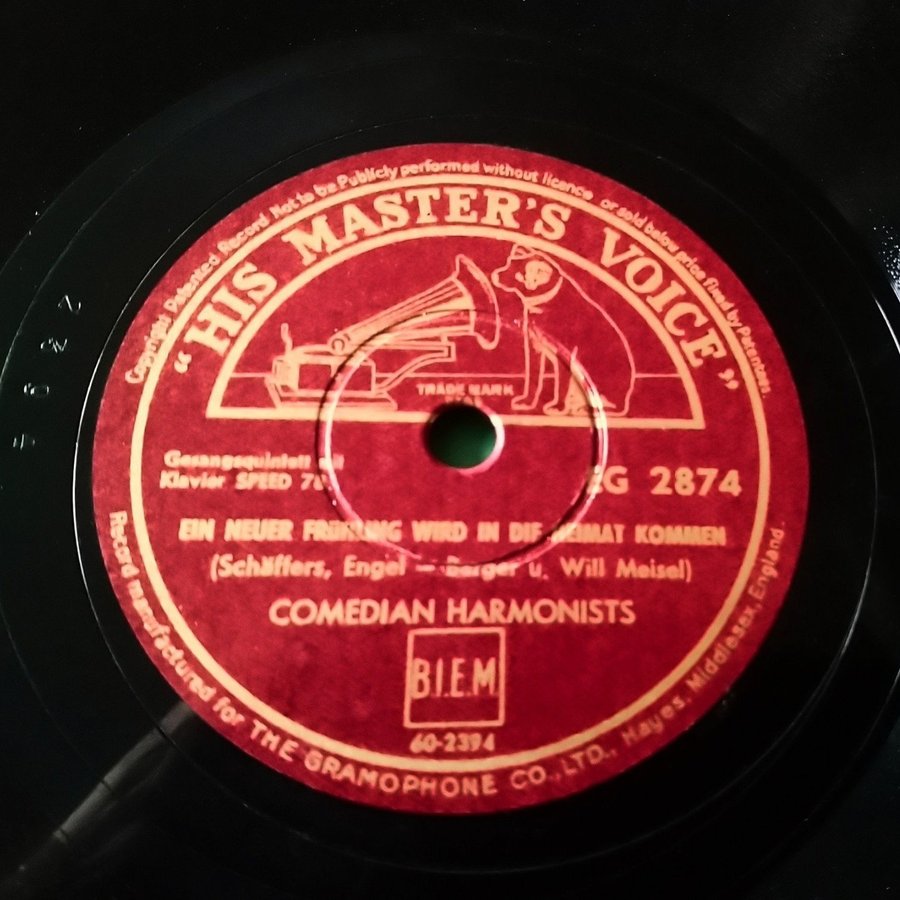 Copyright. Patented Record. Not to be Publicly performed without licence or sold below price fixed by Patentees.
"HIS MASTER'S VOICE"
TRADE MARK
Gesangsquintett mit
Klavier SPEED 78
EG 2874
EIN NEUER FRÜHLING WIRD IN DIE HEIMAT KOMMEN
(Schäffers, Engel - Berger u. Will Meisel)
COMEDIAN HARMONISTS
B.I.E.M
60-2394
Record manufactured for THE GRAMOPHONE CO., LTD., Hayes, Middlesex, England.